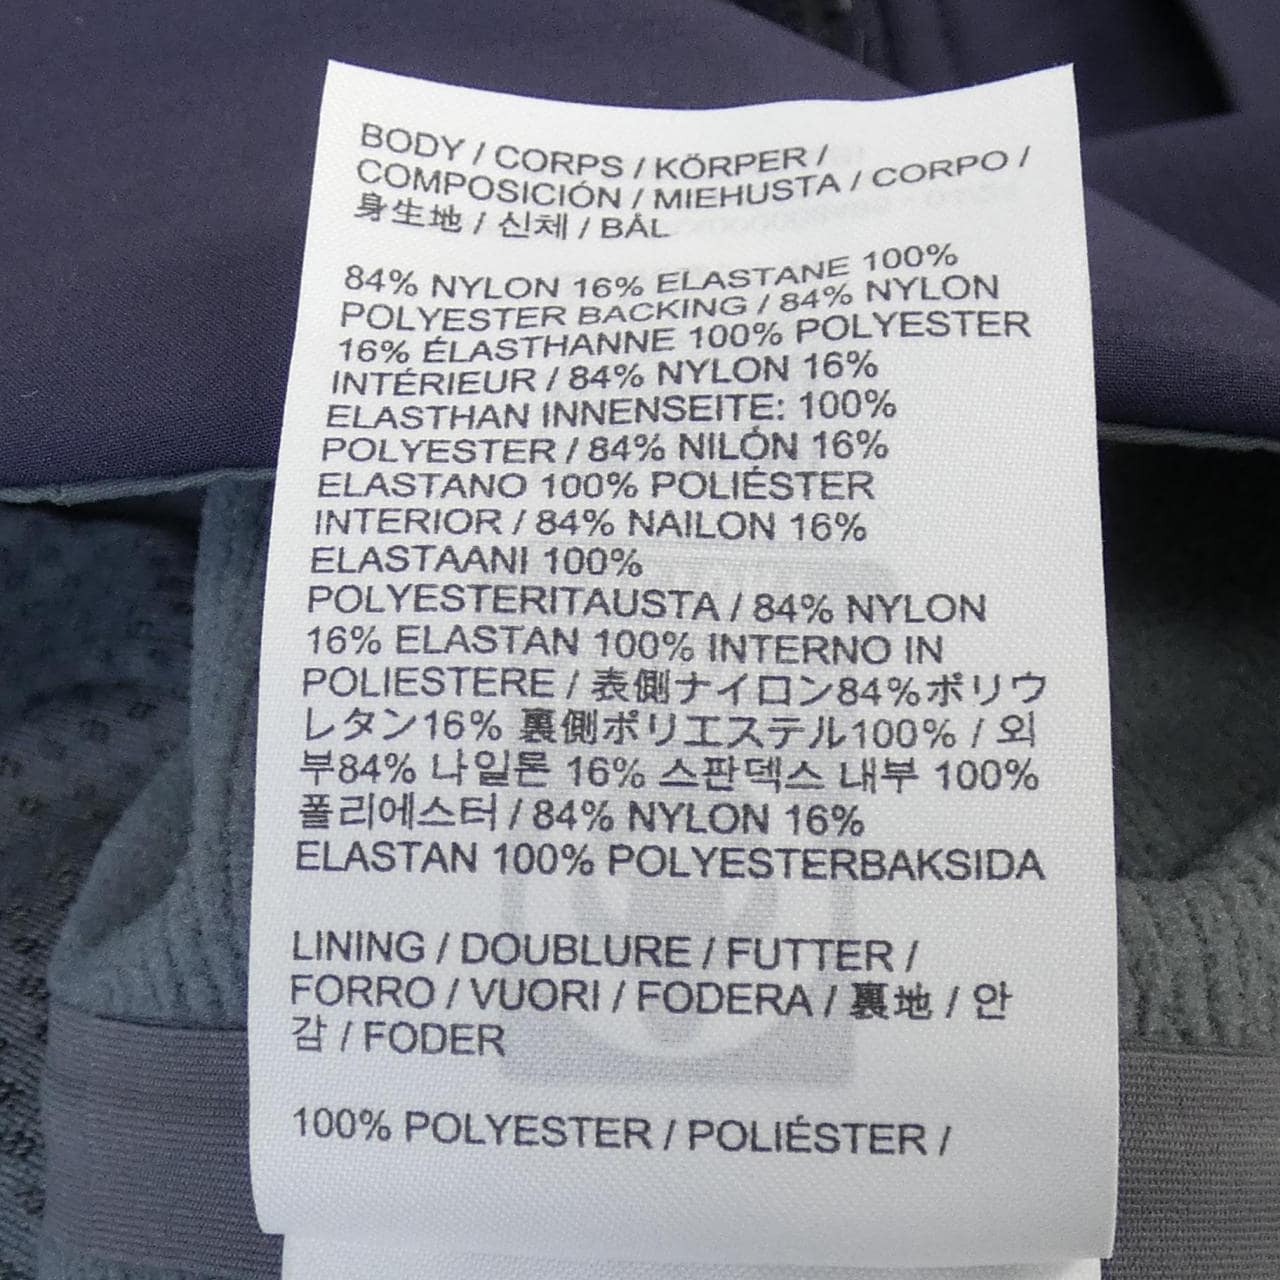 BODY / CORPS / KÖRPER /
COMPOSICIÓN / MIEHUSTA / CORPO /
身生地 / 신체 / BÅL
84% NYLON 16% ELASTANE 100%
POLYESTER BACKING / 84% NYLON
16% ÉLASTHANNE 100% POLYESTER
INTÉRIEUR / 84% NYLON 16%
ELASTHAN INNENSEITE: 100%
POLYESTER / 84% NILÓN 16%
ELASTANO 100% POLIÉSTER
INTERIOR / 84% NAILON 16%
ELASTAANI 100%
POLYESTERITAUSTA / 84% NYLON
16% ELASTAN 100% INTERNO IN
POLIESTERE / 表側ナイロン84%ポリウ
レタン16% 裏側ポリエステル100% / 외
부84% 나일론 16% 스판덱스 내부 100%
폴리에스터 / 84% NYLON 16%
ELASTAN 100% POLYESTERBAKSIDA
LINING / DOUBLURE / FUTTER /
FORRO / VUORI / FODERA / 裏地 / 안
감 / FODER
100% POLYESTER / POLIÉSTER /